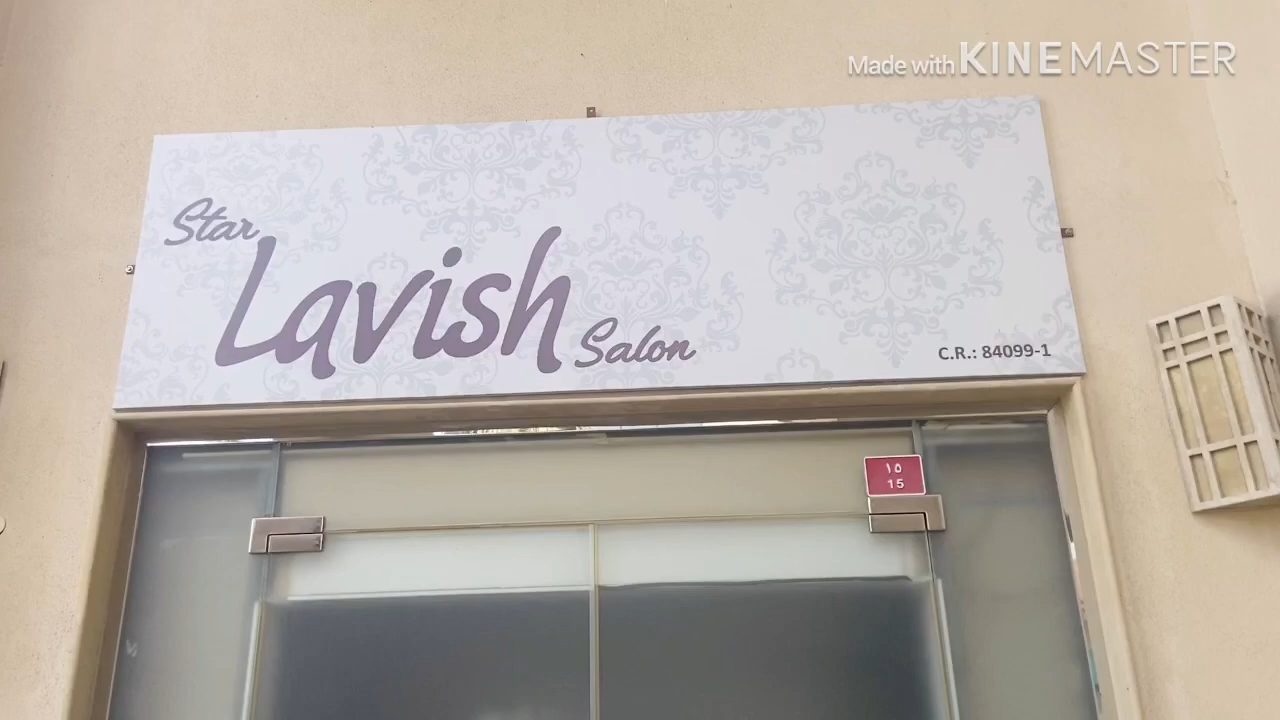 Made with KINEMASTER
Star
Lavish
Salon
C.R.: 84099-1
١٥
15